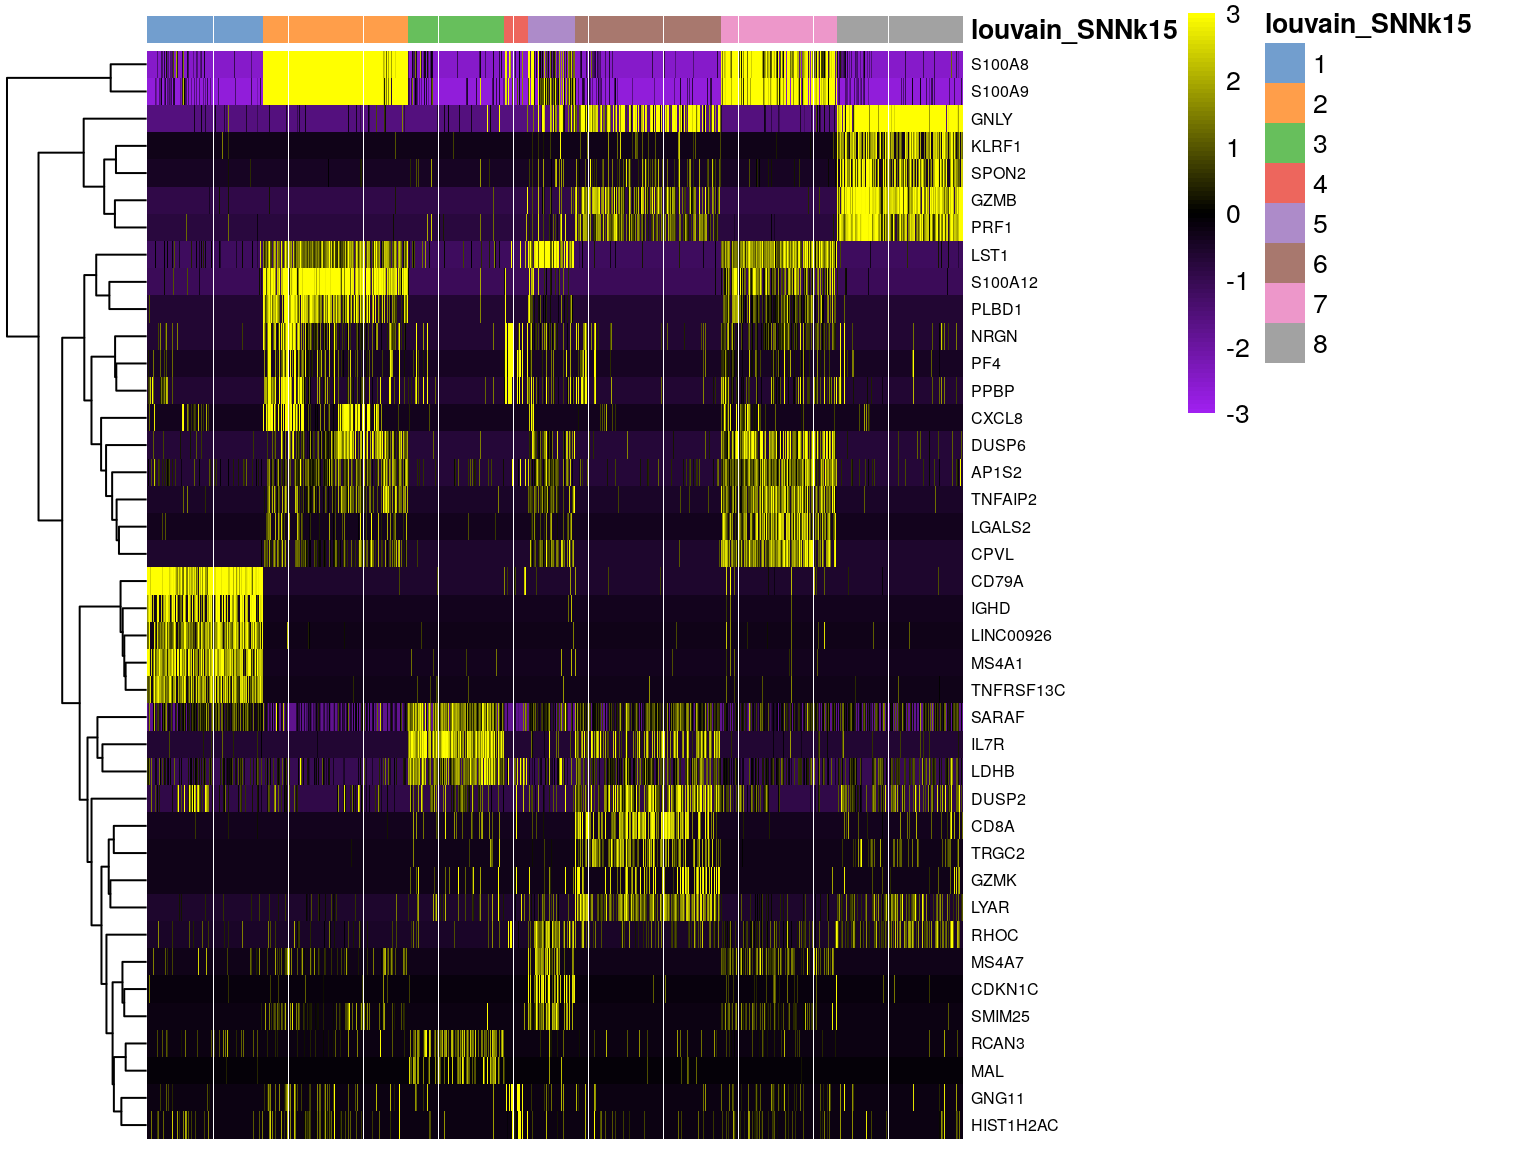 louvain_SNNk15
S100A8
S100A9
GNLY
KLRF1
SPON2
GZMB
PRF1
LST1
S100A12
PLBD1
NRGN
PF4
PPBP
CXCL8
DUSP6
AP1S2
TNFAIP2
LGALS2
CPVL
CD79A
IGHD
LINC00926
MS4A1
TNFRSF13C
SARAF
IL7R
LDHB
DUSP2
CD8A
TRGC2
GZMK
LYAR
RHOC
MS4A7
CDKN1C
SMIM25
RCAN3
MAL
GNG11
HIST1H2AC
3
2
1
0
-1
-2
-3
louvain_SNNk15
1
2
3
4
5
6
7
8